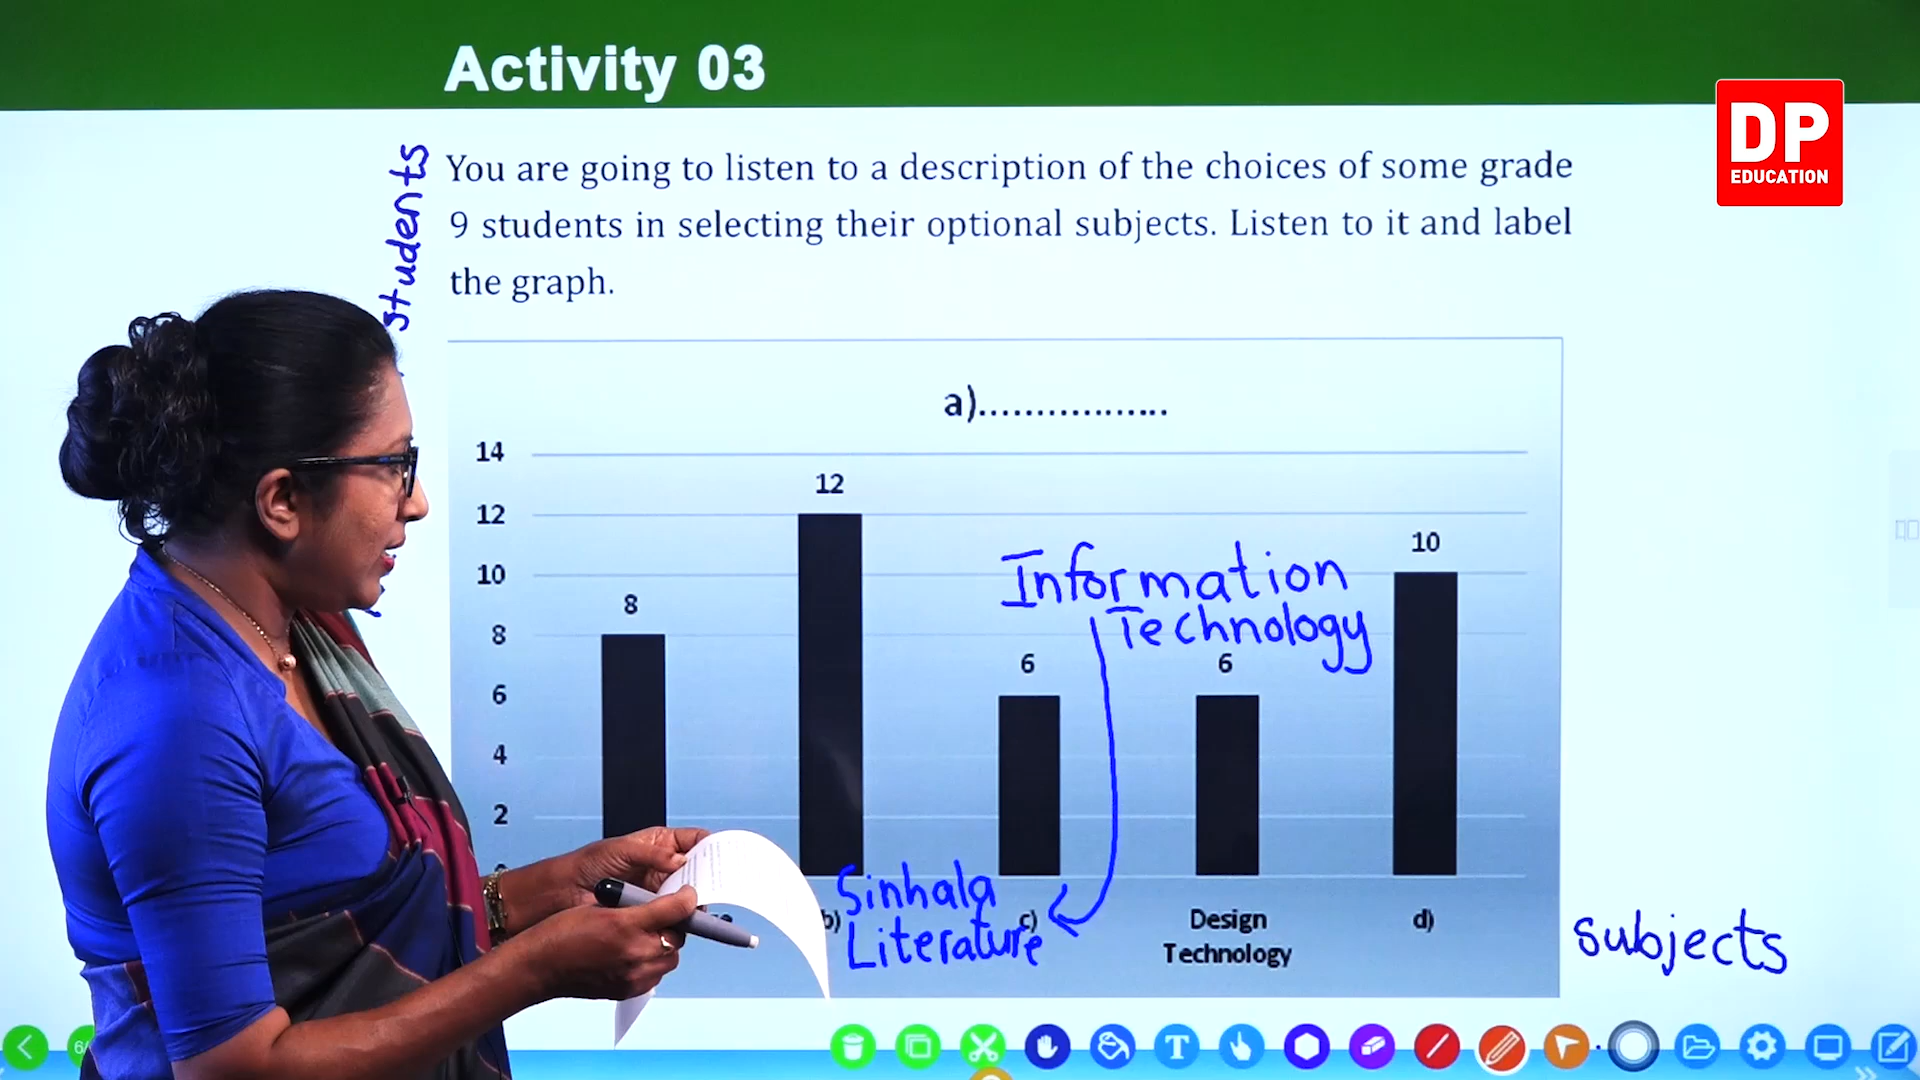 Activity 03
DP
EDUCATION
students
You are going to listen to a description of the choices of some grade
9 students in selecting their optional subjects. Listen to it and label
the graph.
a).................
14
12
10
8
6
4
2
8
12
6
6
10
Information
Technology
Sinhala
Literature
b)
c)
Design
Technology
d)
subjects